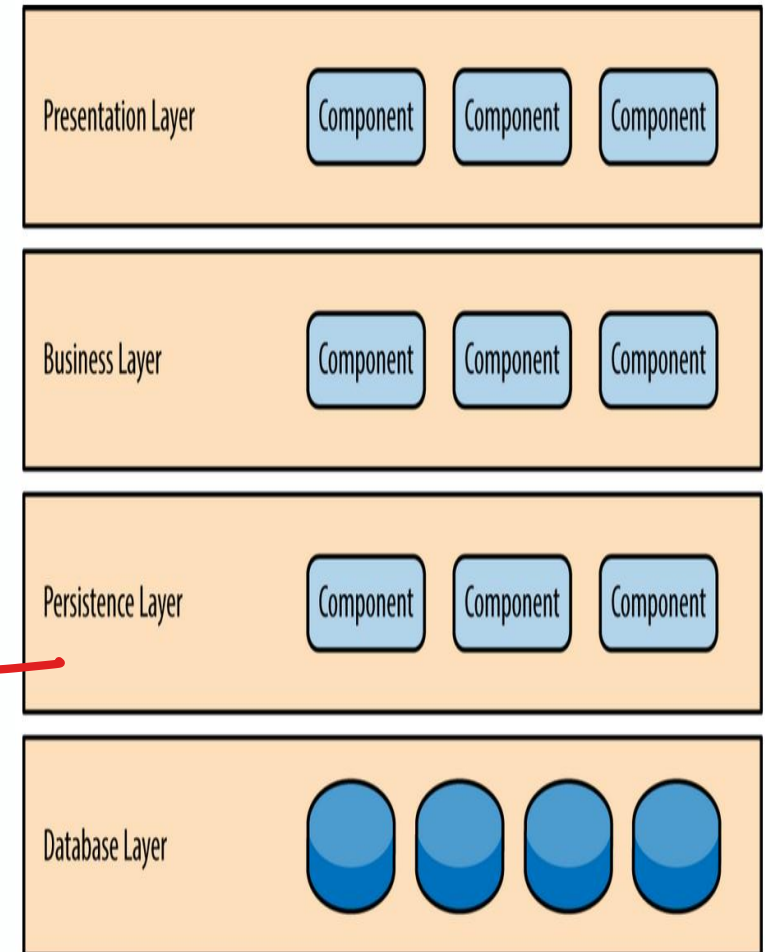 Presentation Layer Component Component Component
Business Layer Component Component Component
Persistence Layer Component Component Component
Database Layer